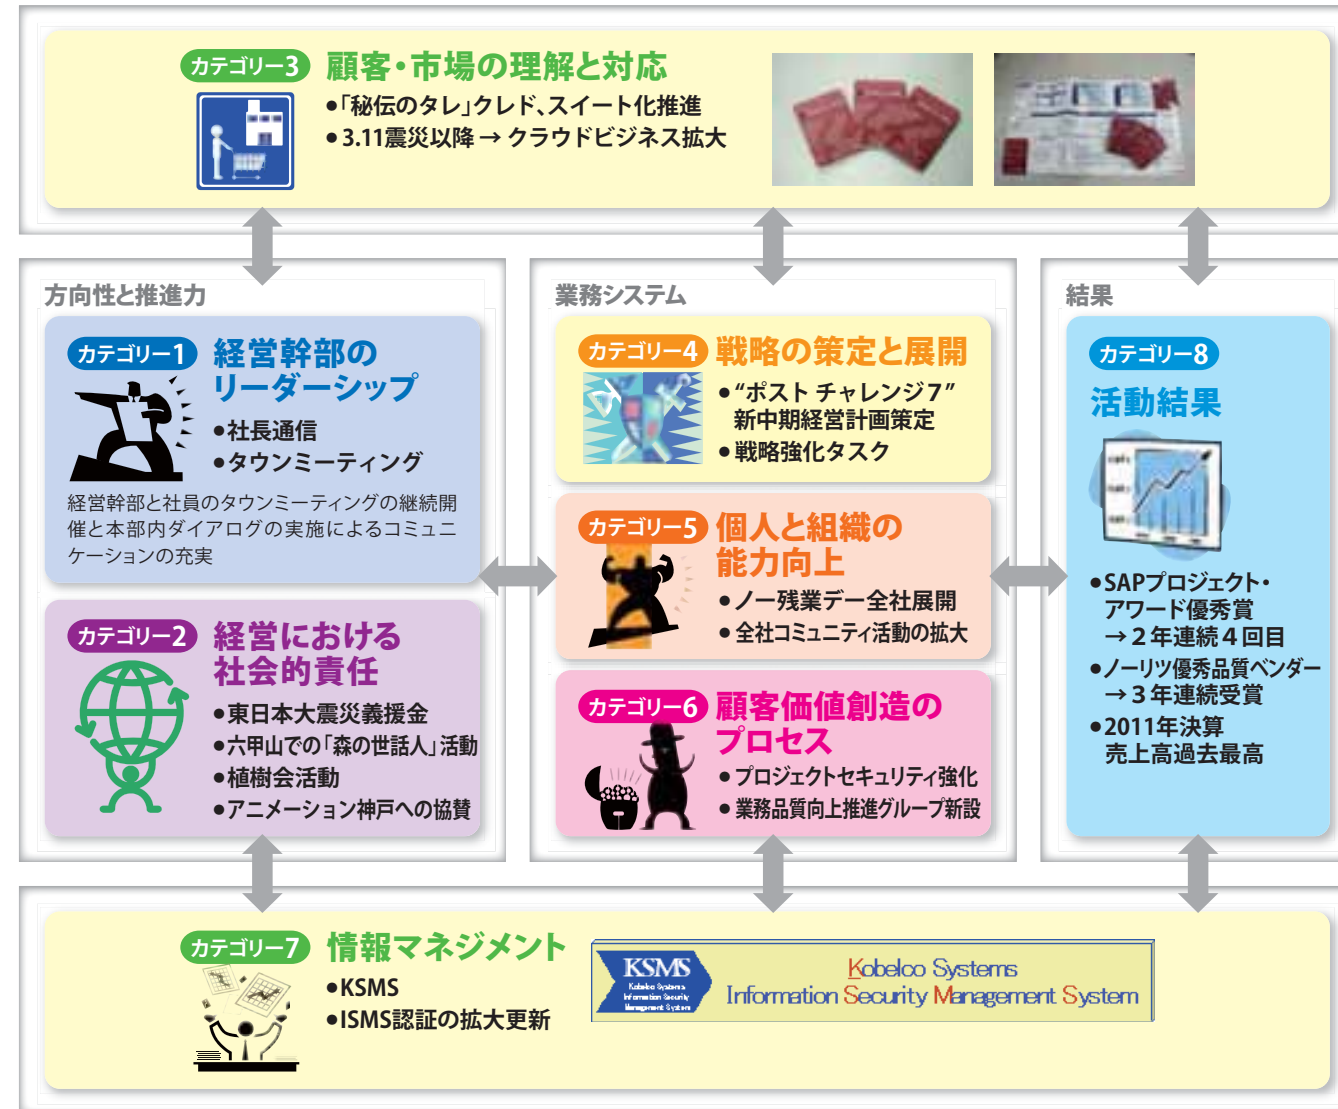 カテゴリー3 顧客・市場の理解と対応
●「秘伝のタレ」クレド、スイート化推進
●3.11震災以降→クラウドビジネス拡大
方向性と推進力
カテゴリー1 経営幹部の
リーダーシップ
●社長通信
●タウンミーティング
経営幹部と社員のタウンミーティングの継続開
催と本部内ダイアログの実施によるコミュニ
ケーションの充実
カテゴリー2 経営における
社会的責任
●東日本大震災義援金
●六甲山での「森の世話人」活動
●植樹会活動
●アニメーション神戸への協賛
業務システム
カテゴリー4 戦略の策定と展開
●“ポスト チャレンジ7”
新中期経営計画策定
●戦略強化タスク
カテゴリー5 個人と組織の
能力向上
●ノー残業デー全社展開
●全社コミュニティ活動の拡大
カテゴリー6 顧客価値創造の
プロセス
●プロジェクトセキュリティ強化
●業務品質向上推進グループ新設
結果
カテゴリー8
活動結果
●SAPプロジェクト・
アワード優秀賞
→2年連続4回目
●ノーリツ優秀品質ベンダー
→3年連続受賞
●2011年決算
売上高過去最高
カテゴリー7 情報マネジメント
●KSMS
●ISMS認証の拡大更新
KSMS
Kobelco Systems
Information Security
Management System
Kobelco Systems
Information Security Management System